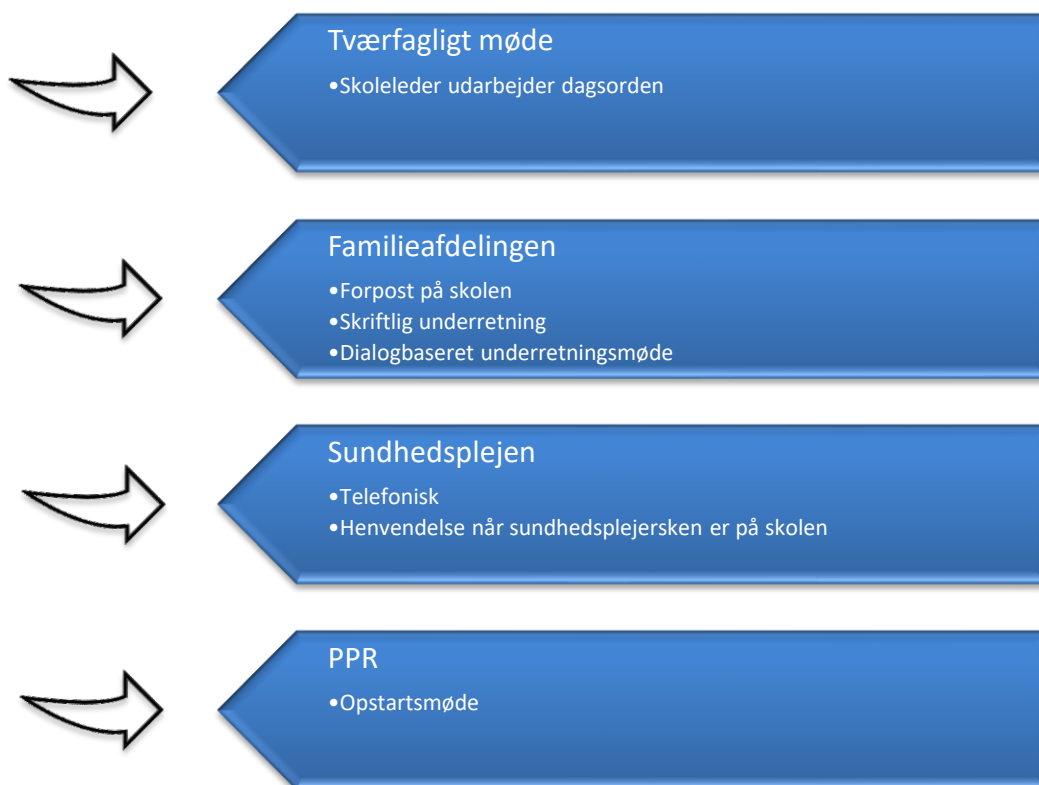 Tværfagligt møde
•Skoleleder udarbejder dagsorden
Familieafdelingen
•Forpost på skolen
•Skriftlig underretning
•Dialogbaseret underretningsmøde
Sundhedsplejen
•Telefonisk
•Henvendelse når sundhedsplejersken er på skolen
PPR
•Opstartsmøde